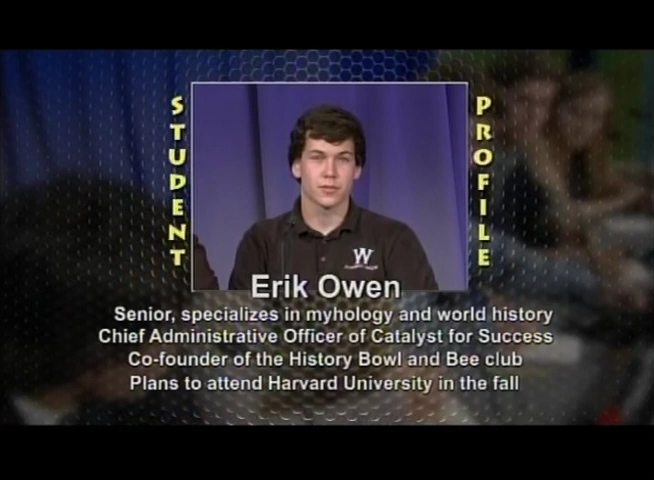 STUDENT
PROFILE
W
Erik Owen
Senior, specializes in myhology and world history
Chief Administrative Officer of Catalyst for Success
Co-founder of the History Bowl and Bee club
Plans to attend Harvard University in the fall